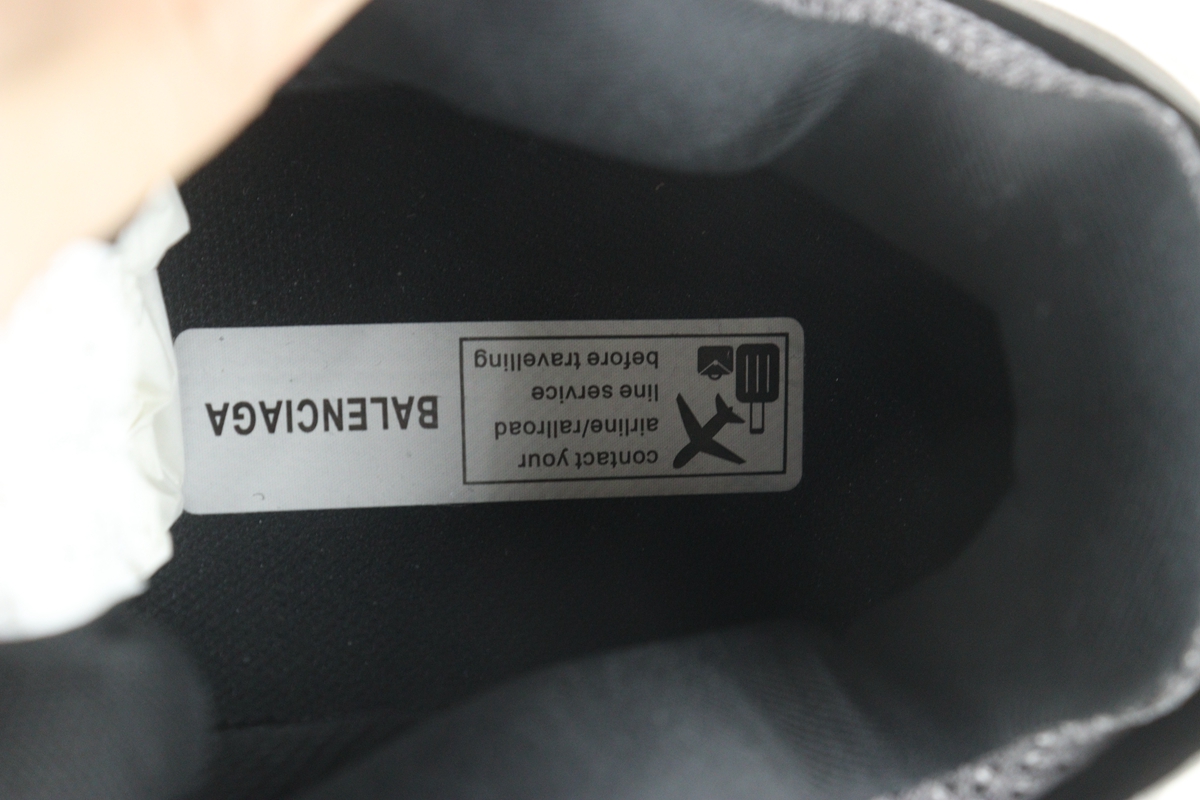 contact your
airline/railroad
line service
before travelling
BALENCIAGA